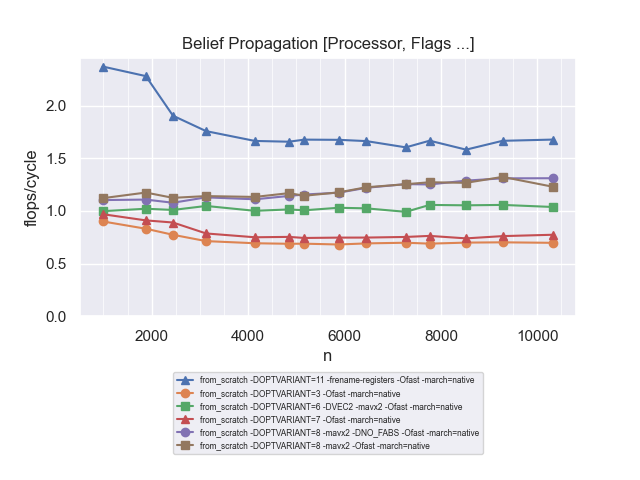 Belief Propagation [Processor, Flags ...]
flops/cycle
2.0
1.5
1.0
0.5
0.0
2000 4000 6000 8000 10000
n
from_scratch -DOPTVARIANT=11 -frename-registers -Ofast -march=native
from_scratch -DOPTVARIANT=3 -Ofast -march=native
from_scratch -DOPTVARIANT=6 -DVEC2 -mavx2 -Ofast -march=native
from_scratch -DOPTVARIANT=7 -Ofast -march=native
from_scratch -DOPTVARIANT=8 -mavx2 -DNO_FABS -Ofast -march=native
from_scratch -DOPTVARIANT=8 -mavx2 -Ofast -march=native